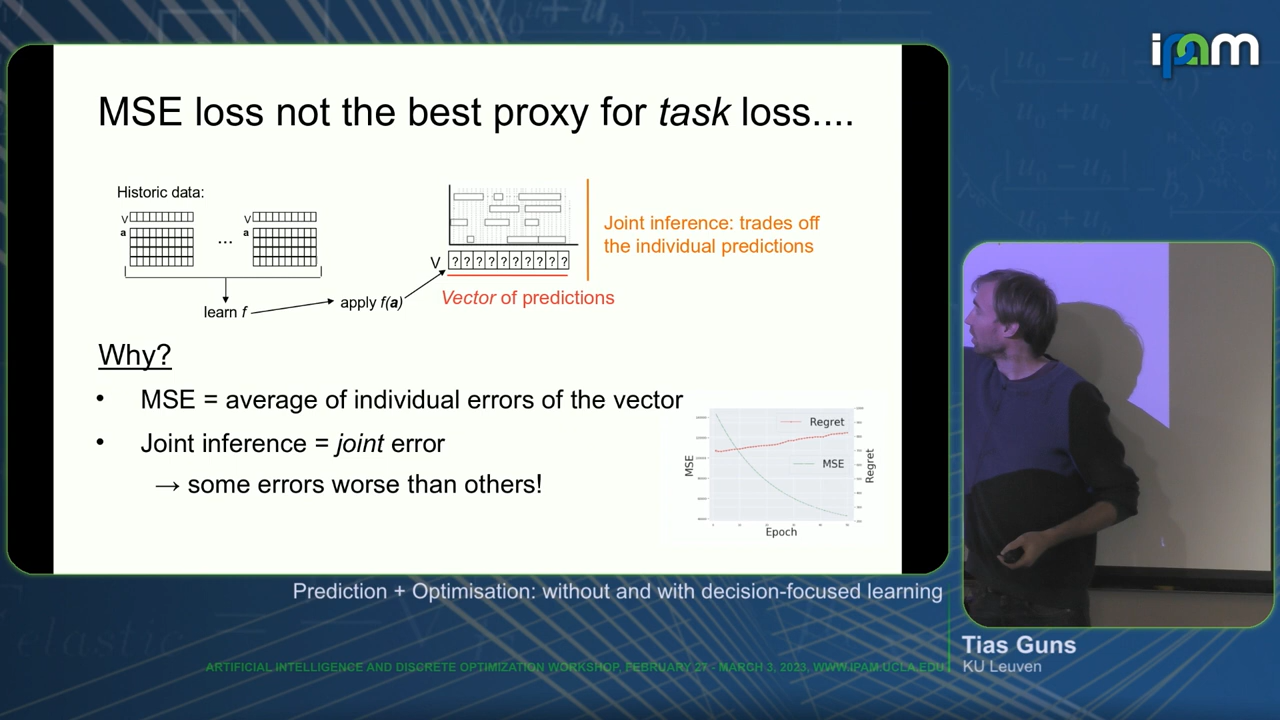 ipam
MSE loss not the best proxy for task loss....
Historic data:
V
V
a
a
...
learn f
apply f(a)
V
? ? ? ? ? ? ? ? ? ?
Vector of predictions
Joint inference: trades off
the individual predictions
Why?
• MSE = average of individual errors of the vector
• Joint inference = joint error
→ some errors worse than others!
Regret
MSE
MSE
Regret
Epoch
Prediction + Optimisation: without and with decision-focused learning
Tias Guns
KU Leuven
ARTIFICIAL INTELLIGENCE AND DISCRETE OPTIMIZATION WORKSHOP, FEBRUARY 27 - MARCH 3, 2023, WWW.IPAM.UCLA.EDU
elastic